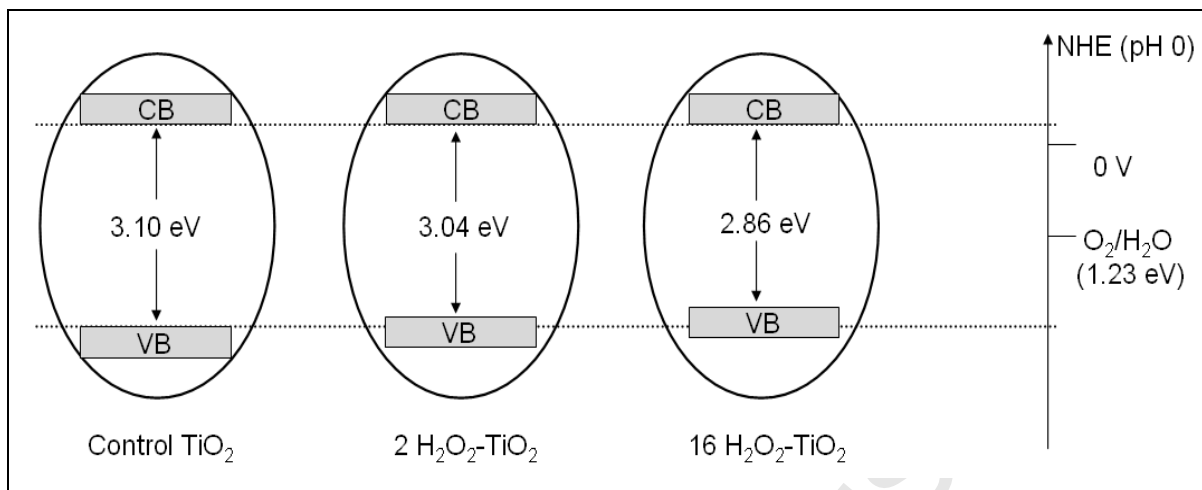 CB
CB
CB
NHE (pH 0)
0 V
3.10 eV
3.04 eV
2.86 eV
O₂/H₂O
(1.23 eV)
VB
VB
VB
Control TiO₂
2 H₂O₂-TiO₂
16 H₂O₂-TiO₂